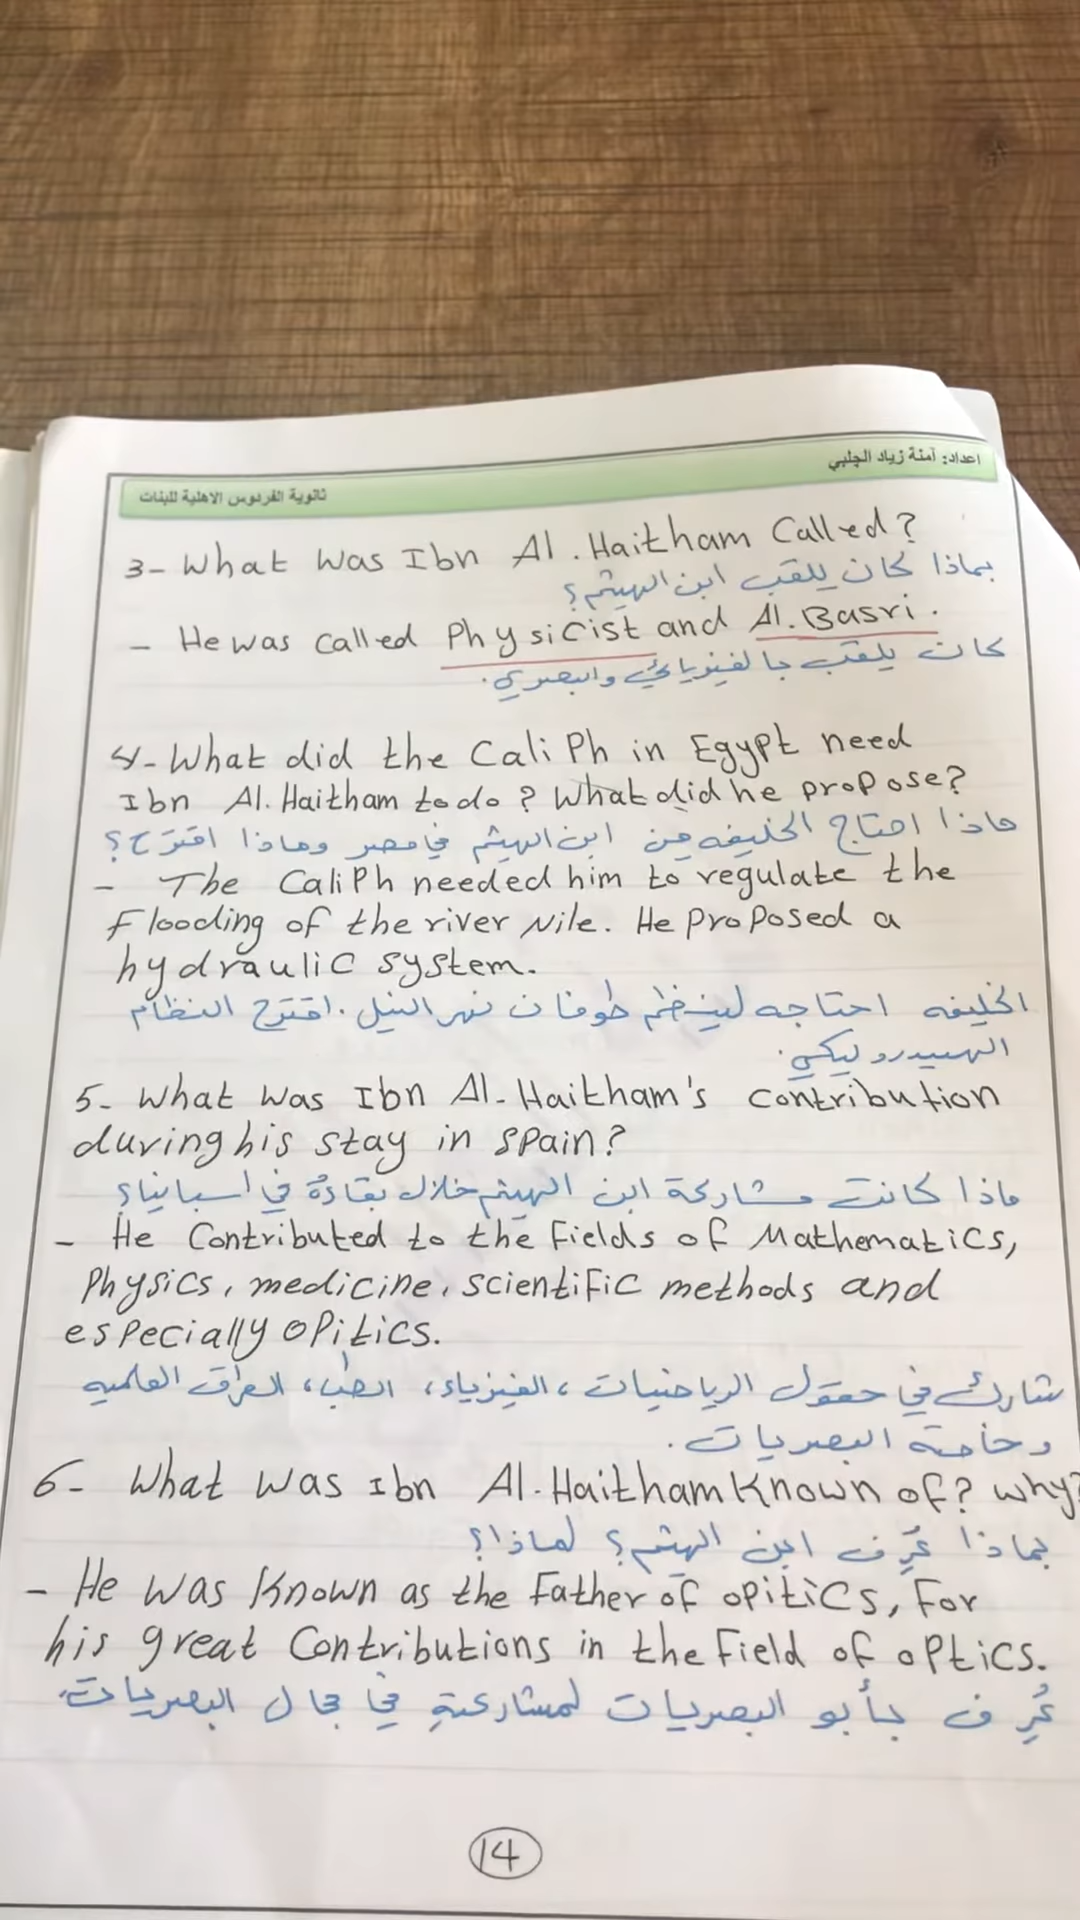 اعداد: آمنة زياد الچلبي
ثانوية الفردوس الاهلية للبنات
3- What was Ibn Al. Haitham Called?
بماذا كان يلقب ابن الهيثم؟
- He was called Physicist and Al. Basri.
كان يلقب بالفيزيائي والبصري.
4- What did the Caliph in Egypt need
Ibn Al. Haitham to do? What did he propose?
ماذا احتاج الخليفه من ابن الهيثم في مصر وماذا اقترح؟
- The Caliph needed him to regulate the
flooding of the river Nile. He proposed a
hydraulic system.
الخليفه احتاجه لينظم طوفان نهر النيل. اقترح النظام
الهيدروليكي.
5- What was Ibn Al- Haitham's contribution
during his stay in Spain?
ماذا كانت مشاركة ابن الهيثم خلال بقاءه في اسبانيا؟
- He Contributed to the fields of Mathematics,
Physics, medicine, scientific methods and
especially opitics.
شارك في حقول الرياضيات، الفيزياء، الطب، الطرق العلميه
وخاصة البصريات.
6- What was Ibn Al. Haitham Known of? why?
بماذا عُرِف ابن الهيثم؟ لماذا؟
- He was Known as the Father of opitics, For
his great Contributions in the field of optics.
عُرِف بأبو البصريات لمشاركته في مجال البصريات.
14